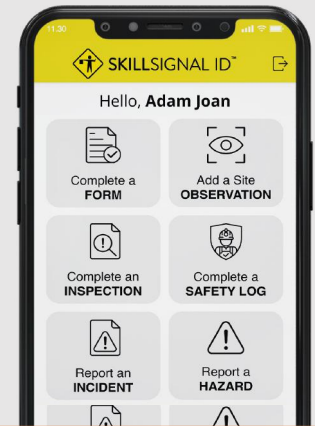 11.30
SKILLSIGNAL ID™
Hello, Adam Joan
Complete a
FORM
Add a Site
OBSERVATION
Complete an
INSPECTION
Complete a
SAFETY LOG
Report an
INCIDENT
Report a
HAZARD